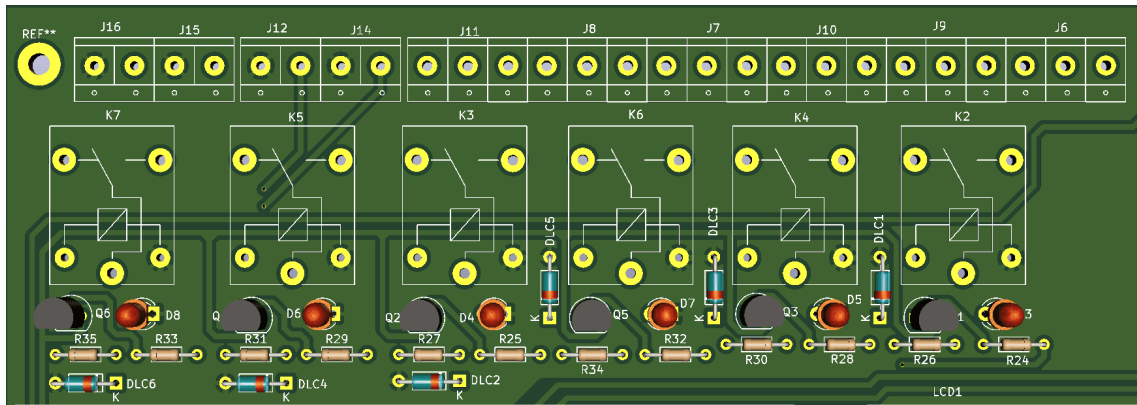 REF**
J16
J15
J12
J14
J11
J8
J7
J10
J9
J6
K7
K5
K3
K6
K4
K2
DLC5
DLC3
DLC1
K
K
K
Q6
D8
Q
D6
Q2
D4
Q5
D7
Q3
D5
1
3
R35
R33
R31
R29
R27
R25
R34
R32
R30
R28
R26
R24
DLC6
K
DLC4
K
DLC2
K
LCD1